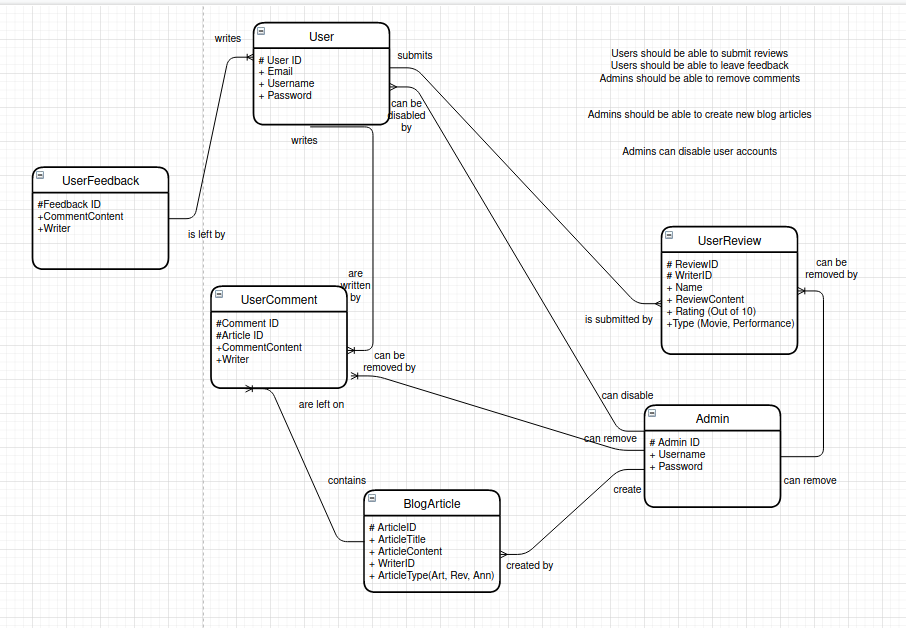 writes
User
# User ID
+ Email
+ Username
+ Password
submits
can be
disabled
by
writes
Users should be able to submit reviews
Users should be able to leave feedback
Admins should be able to remove comments
Admins should be able to create new blog articles
Admins can disable user accounts
UserFeedback
#Feedback ID
+CommentContent
+Writer
is left by
UserReview
# ReviewID
# WriterID
+ Name
+ ReviewContent
+ Rating (Out of 10)
+Type (Movie, Performance)
can be
removed by
are
written
by
UserComment
#Comment ID
#Article ID
+CommentContent
+Writer
is submitted by
can be
removed by
are left on
can disable
can remove
Admin
# Admin ID
+ Username
+ Password
can remove
contains
create
BlogArticle
# ArticleID
+ ArticleTitle
+ ArticleContent
+ WriterID
+ ArticleType(Art, Rev, Ann)
created by